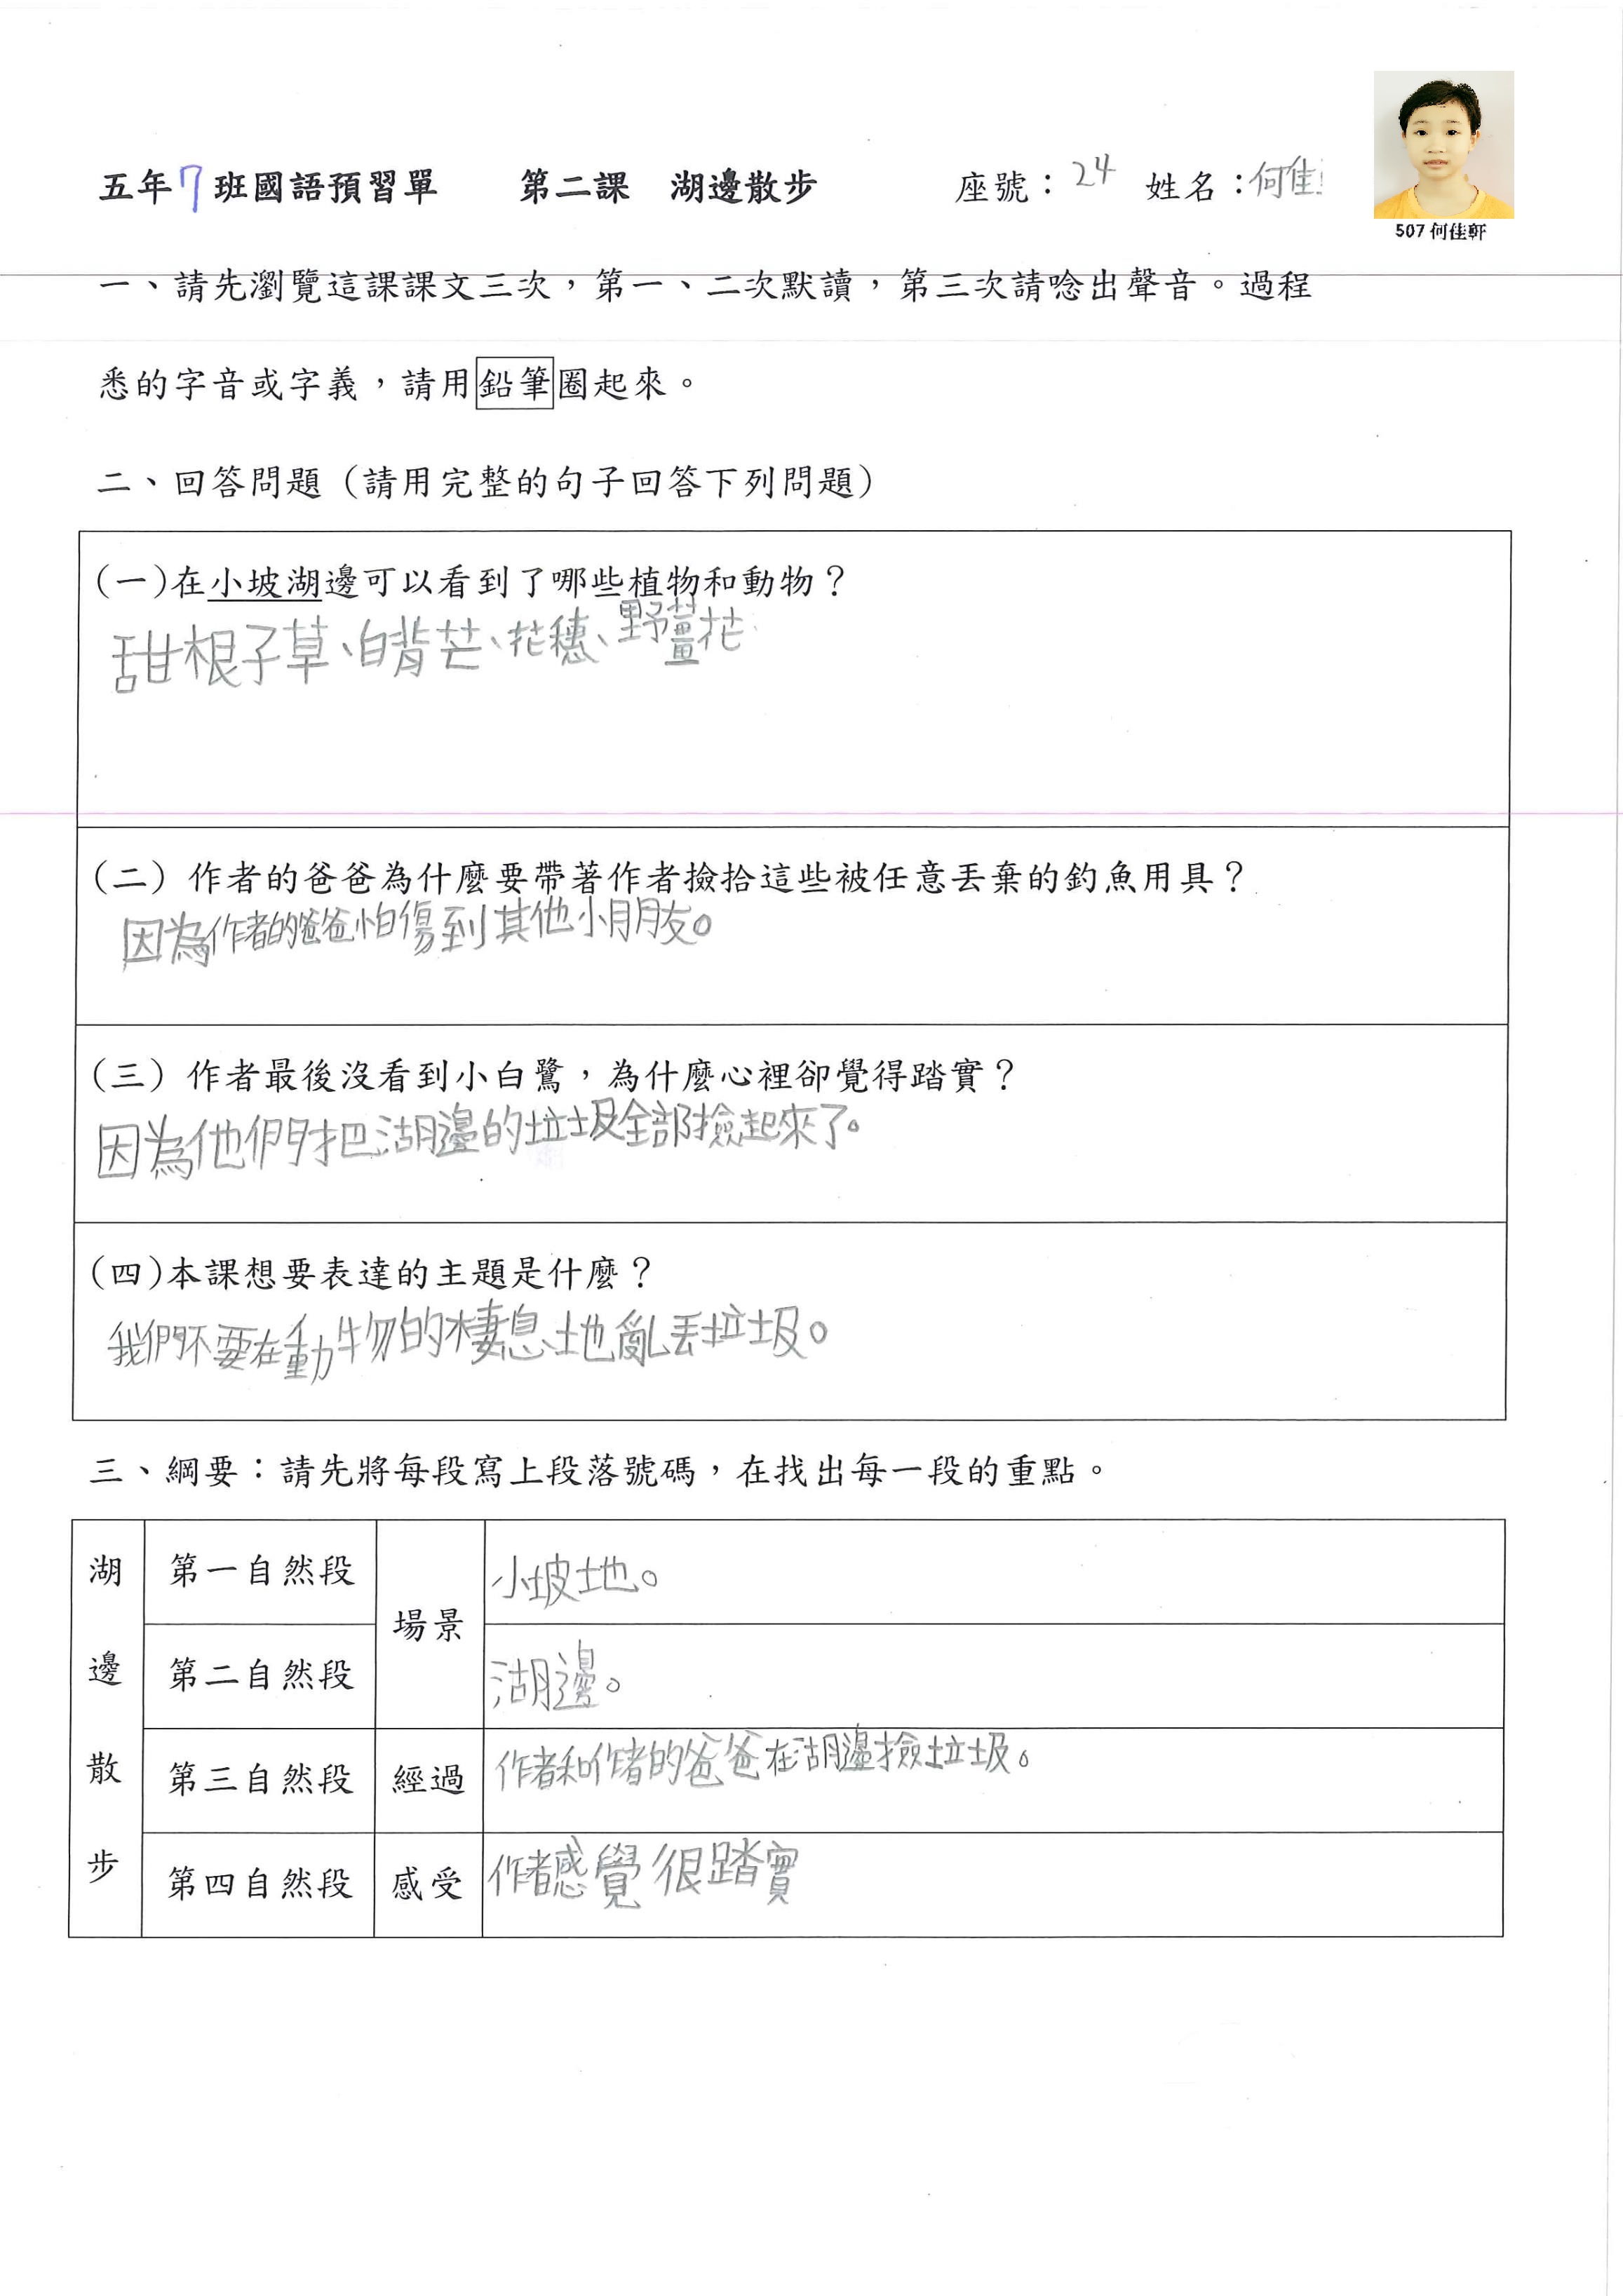 五年7班國語預習單 第二課 湖邊散步 座號：24 姓名：何佳
507 何佳軒
一、請先瀏覽這課課文三次，第一、二次默讀，第三次請唸出聲音。過程
悉的字音或字義，請用鉛筆圈起來。
二、回答問題（請用完整的句子回答下列問題）
(一)在小坡湖邊可以看到了哪些植物和動物？
甜根子草、白背芒、花穗、野薑花
(二) 作者的爸爸為什麼要帶著作者撿拾這些被任意丟棄的釣魚用具？
因為作者的爸爸怕傷到其他小朋友。
(三) 作者最後沒看到小白鷺，為什麼心裡卻覺得踏實？
因為他們把湖邊的垃圾全部撿起來了。
(四)本課想要表達的主題是什麼？
我們不要在動物的棲息地亂丟垃圾。
三、綱要：請先將每段寫上段落號碼，在找出每一段的重點。
湖邊散步
第一自然段 場景 小坡地。
第二自然段 湖邊。
第三自然段 經過 作者和作者的爸爸在湖邊撿垃圾。
第四自然段 感受 作者感覺很踏實